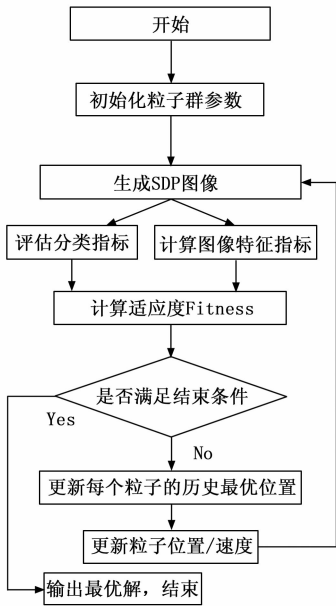 开始
初始化粒子群参数
生成SDP图像
评估分类指标
计算图像特征指标
计算适应度Fitness
是否满足结束条件
Yes
No
更新每个粒子的历史最优位置
更新粒子位置/速度
输出最优解，结束